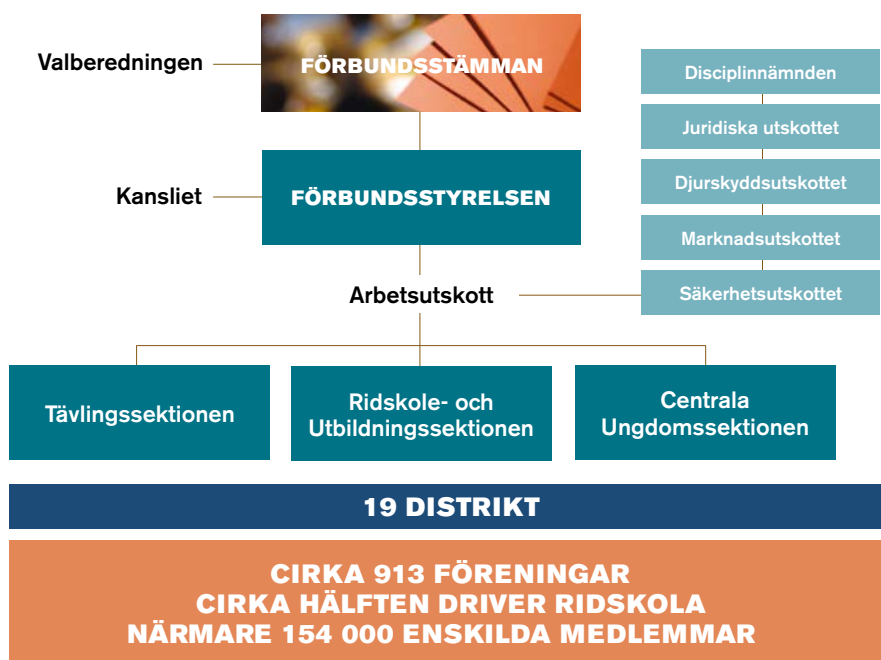 Valberedningen
FÖRBUNDSSTÄMMAN
Disciplinnämnden
Juridiska utskottet
Djurskyddsutskottet
Marknadsutskottet
Säkerhetsutskottet
Kansliet
FÖRBUNDSSTYRELSEN
Arbetsutskott
Tävlingssektionen
Ridskole- och
Utbildningssektionen
Centrala
Ungdomssektionen
19 DISTRIKT
CIRKA 913 FÖRENINGAR
CIRKA HÄLFTEN DRIVER RIDSKOLA
NÄRMARE 154 000 ENSKILDA MEDLEMMAR